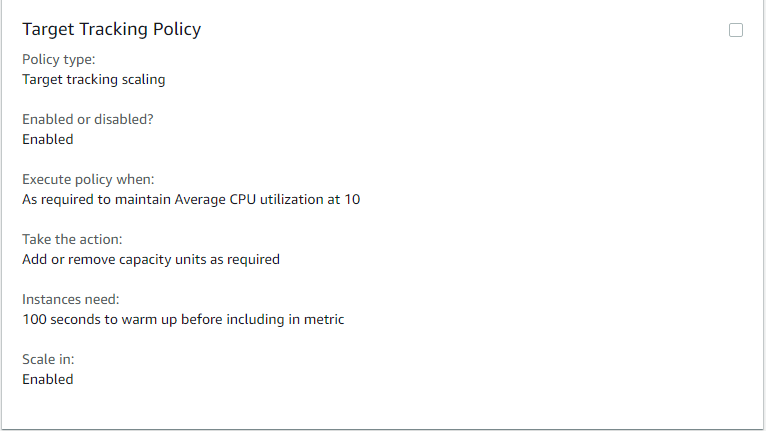 Target Tracking Policy
Policy type:
Target tracking scaling
Enabled or disabled?
Enabled
Execute policy when:
As required to maintain Average CPU utilization at 10
Take the action:
Add or remove capacity units as required
Instances need:
100 seconds to warm up before including in metric
Scale in:
Enabled